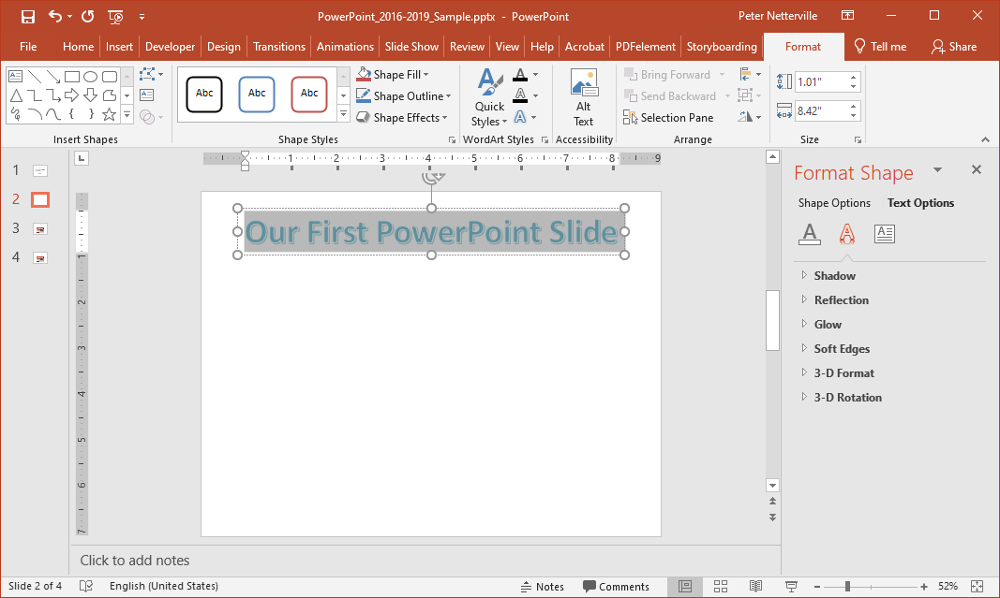 PowerPoint_2016-2019_Sample.pptx - PowerPoint
Peter Netterville
File Home Insert Developer Design Transitions Animations Slide Show Review View Help Acrobat PDFelement Storyboarding Format Tell me Share
Abc Abc Abc
Shape Fill
Shape Outline
Shape Effects
Quick
Styles
Alt
Text
Bring Forward
Send Backward
Selection Pane
1.01"
8.42"
Insert Shapes Shape Styles WordArt Styles Accessibility Arrange Size
1 2 3 4 5 6 7 8 9
1
2
3
4
1
2
3
4
5
6
7
Our First PowerPoint Slide
Format Shape
Shape Options Text Options
Shadow
Reflection
Glow
Soft Edges
3-D Format
3-D Rotation
Click to add notes
Slide 2 of 4 English (United States) Notes Comments 52%